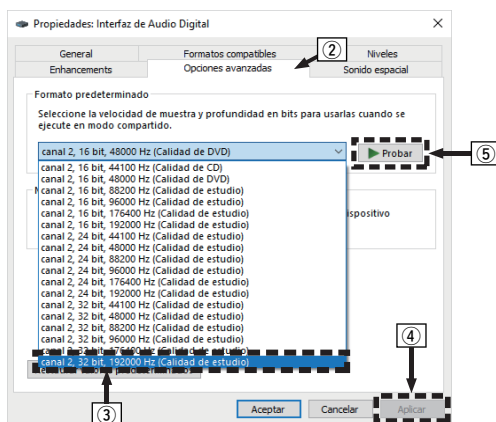 Propiedades: Interfaz de Audio Digital
General Formatos compatibles ② Niveles
Enhancements Opciones avanzadas Sonido espacial
Formato predeterminado
Seleccione la velocidad de muestra y profundidad en bits para usarlas cuando se
ejecute en modo compartido.
canal 2, 16 bit, 48000 Hz (Calidad de DVD) Probar ⑤
canal 2, 16 bit, 44100 Hz (Calidad de CD)
canal 2, 16 bit, 48000 Hz (Calidad de DVD)
canal 2, 16 bit, 88200 Hz (Calidad de estudio)
canal 2, 16 bit, 96000 Hz (Calidad de estudio)
canal 2, 16 bit, 176400 Hz (Calidad de estudio)
canal 2, 16 bit, 192000 Hz (Calidad de estudio)
canal 2, 24 bit, 44100 Hz (Calidad de estudio)
canal 2, 24 bit, 48000 Hz (Calidad de estudio)
canal 2, 24 bit, 88200 Hz (Calidad de estudio)
canal 2, 24 bit, 96000 Hz (Calidad de estudio)
canal 2, 24 bit, 176400 Hz (Calidad de estudio)
canal 2, 24 bit, 192000 Hz (Calidad de estudio)
canal 2, 32 bit, 44100 Hz (Calidad de estudio)
canal 2, 32 bit, 48000 Hz (Calidad de estudio)
canal 2, 32 bit, 88200 Hz (Calidad de estudio)
canal 2, 32 bit, 96000 Hz (Calidad de estudio)
canal 2, 32 bit, 176400 Hz (Calidad de estudio)
canal 2, 32 bit, 192000 Hz (Calidad de estudio)
④
③
Aceptar Cancelar Aplicar